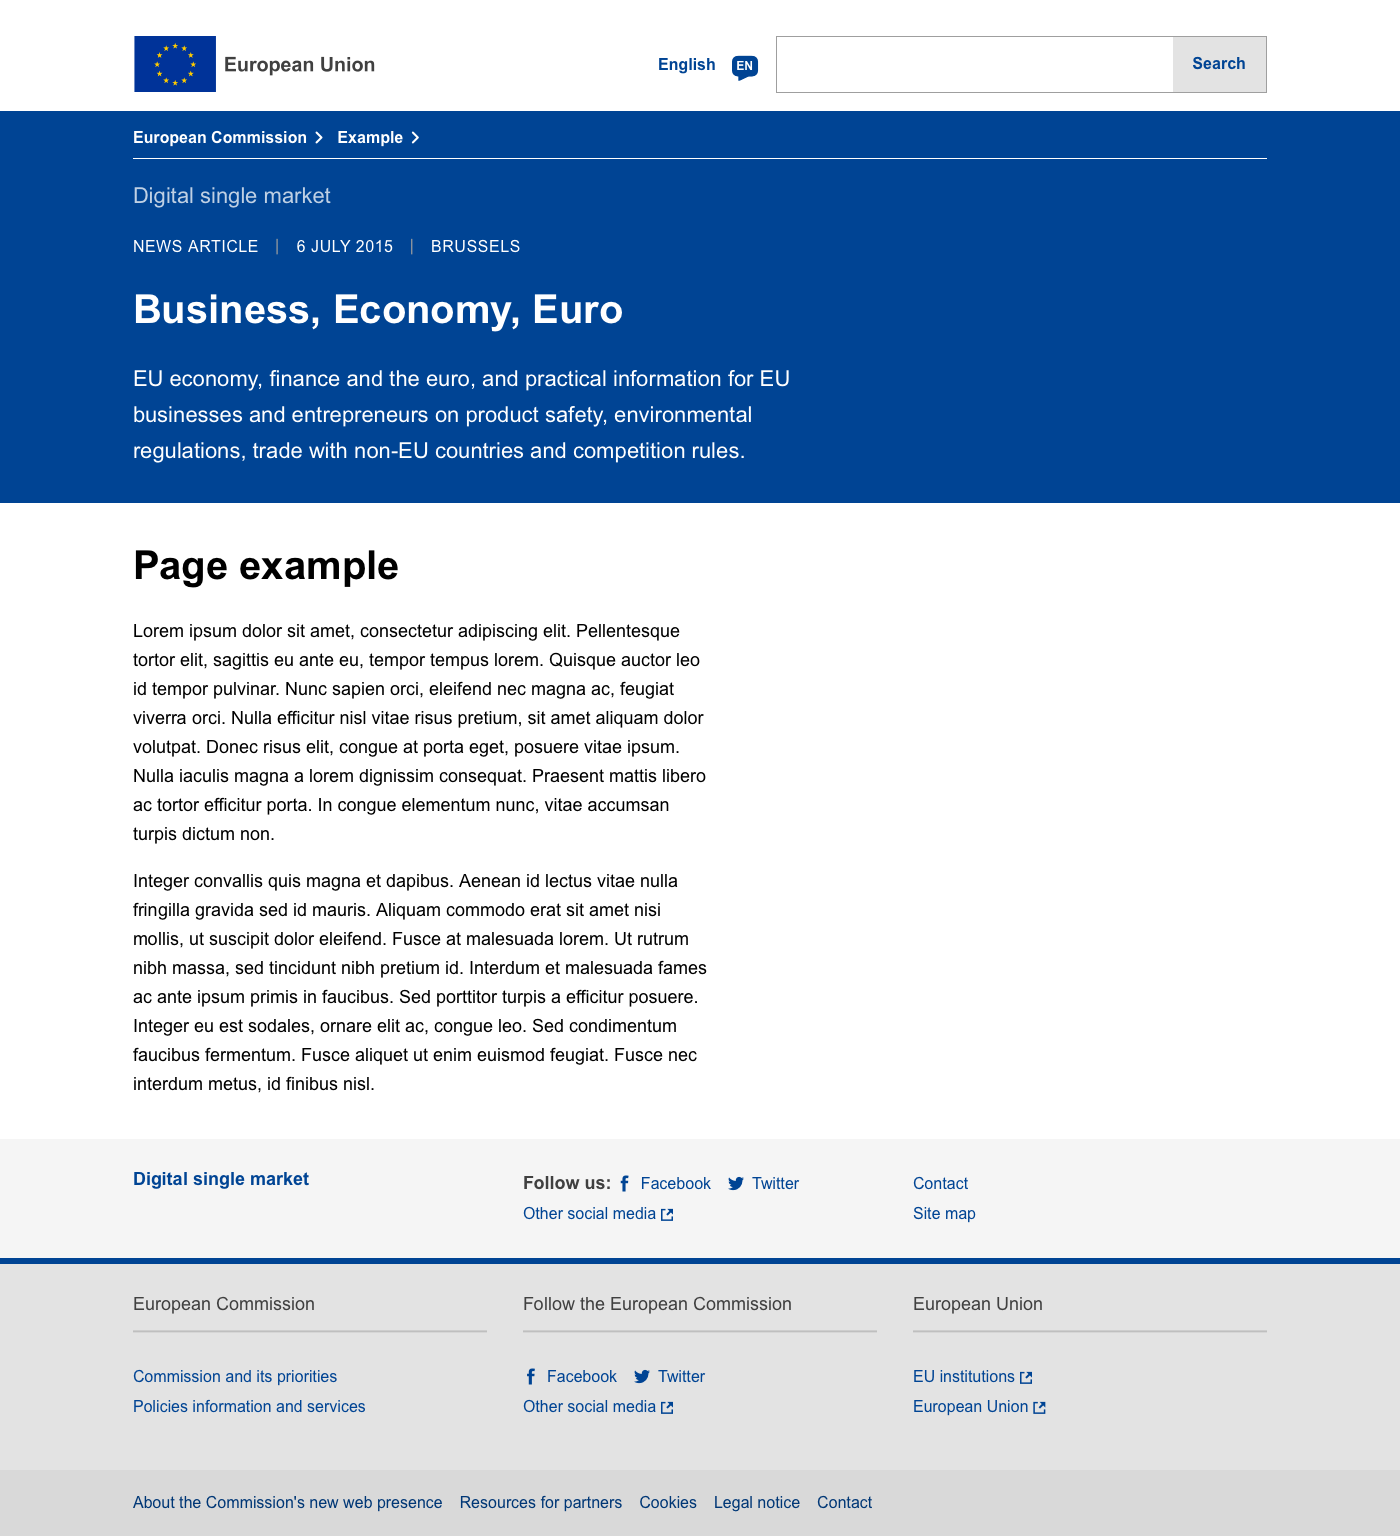 European Union
English EN Search
European Commission Example
Digital single market
NEWS ARTICLE | 6 JULY 2015 | BRUSSELS
Business, Economy, Euro
EU economy, finance and the euro, and practical information for EU
businesses and entrepreneurs on product safety, environmental
regulations, trade with non-EU countries and competition rules.
Page example
Lorem ipsum dolor sit amet, consectetur adipiscing elit. Pellentesque
tortor elit, sagittis eu ante eu, tempor tempus lorem. Quisque auctor leo
id tempor pulvinar. Nunc sapien orci, eleifend nec magna ac, feugiat
viverra orci. Nulla efficitur nisl vitae risus pretium, sit amet aliquam dolor
volutpat. Donec risus elit, congue at porta eget, posuere vitae ipsum.
Nulla iaculis magna a lorem dignissim consequat. Praesent mattis libero
ac tortor efficitur porta. In congue elementum nunc, vitae accumsan
turpis dictum non.
Integer convallis quis magna et dapibus. Aenean id lectus vitae nulla
fringilla gravida sed id mauris. Aliquam commodo erat sit amet nisi
mollis, ut suscipit dolor eleifend. Fusce at malesuada lorem. Ut rutrum
nibh massa, sed tincidunt nibh pretium id. Interdum et malesuada fames
ac ante ipsum primis in faucibus. Sed porttitor turpis a efficitur posuere.
Integer eu est sodales, ornare elit ac, congue leo. Sed condimentum
faucibus fermentum. Fusce aliquet ut enim euismod feugiat. Fusce nec
interdum metus, id finibus nisl.
Digital single market
Follow us: Facebook Twitter
Other social media
Contact
Site map
European Commission
Commission and its priorities
Policies information and services
Follow the European Commission
Facebook Twitter
Other social media
European Union
EU institutions
European Union
About the Commission's new web presence Resources for partners Cookies Legal notice Contact